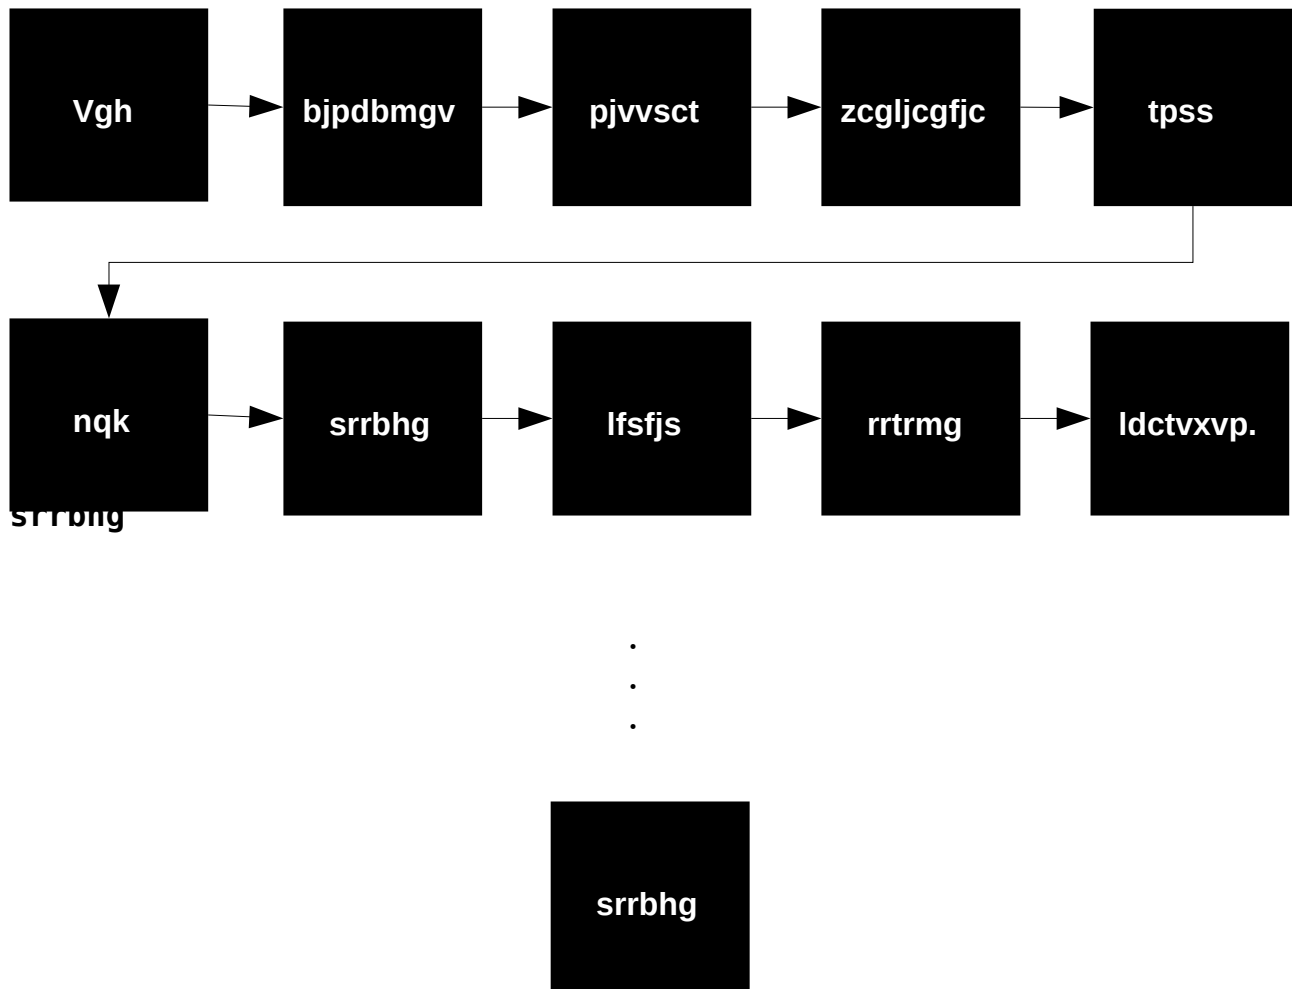 Vgh bjpdbmgv pjvvsct zcgljcgfjc tpss
nqk srrbhg lfsfjs rrtrmg ldctvxvp.
srrbhg
.
.
.
srrbhg